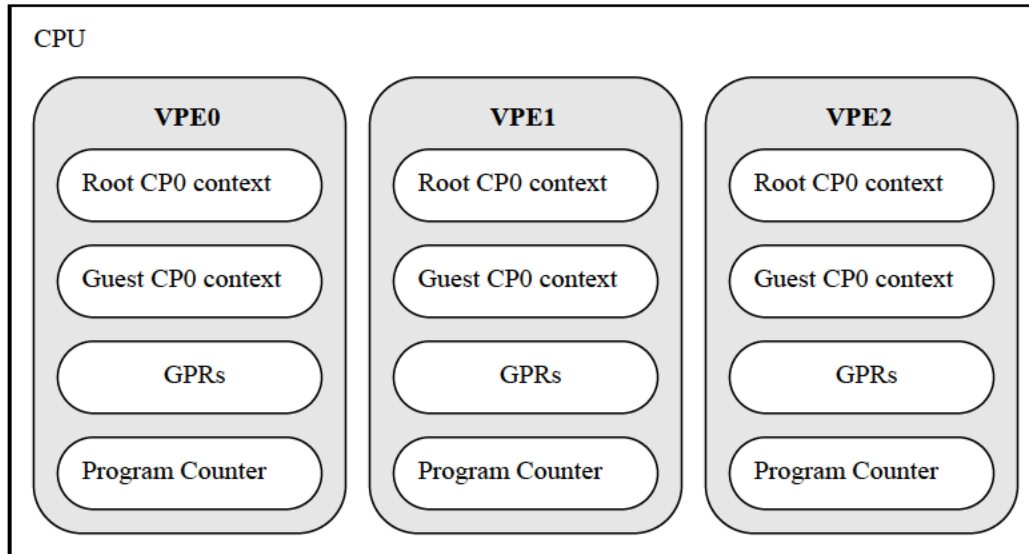 CPU
VPE0
Root CP0 context
Guest CP0 context
GPRs
Program Counter
VPE1
Root CP0 context
Guest CP0 context
GPRs
Program Counter
VPE2
Root CP0 context
Guest CP0 context
GPRs
Program Counter